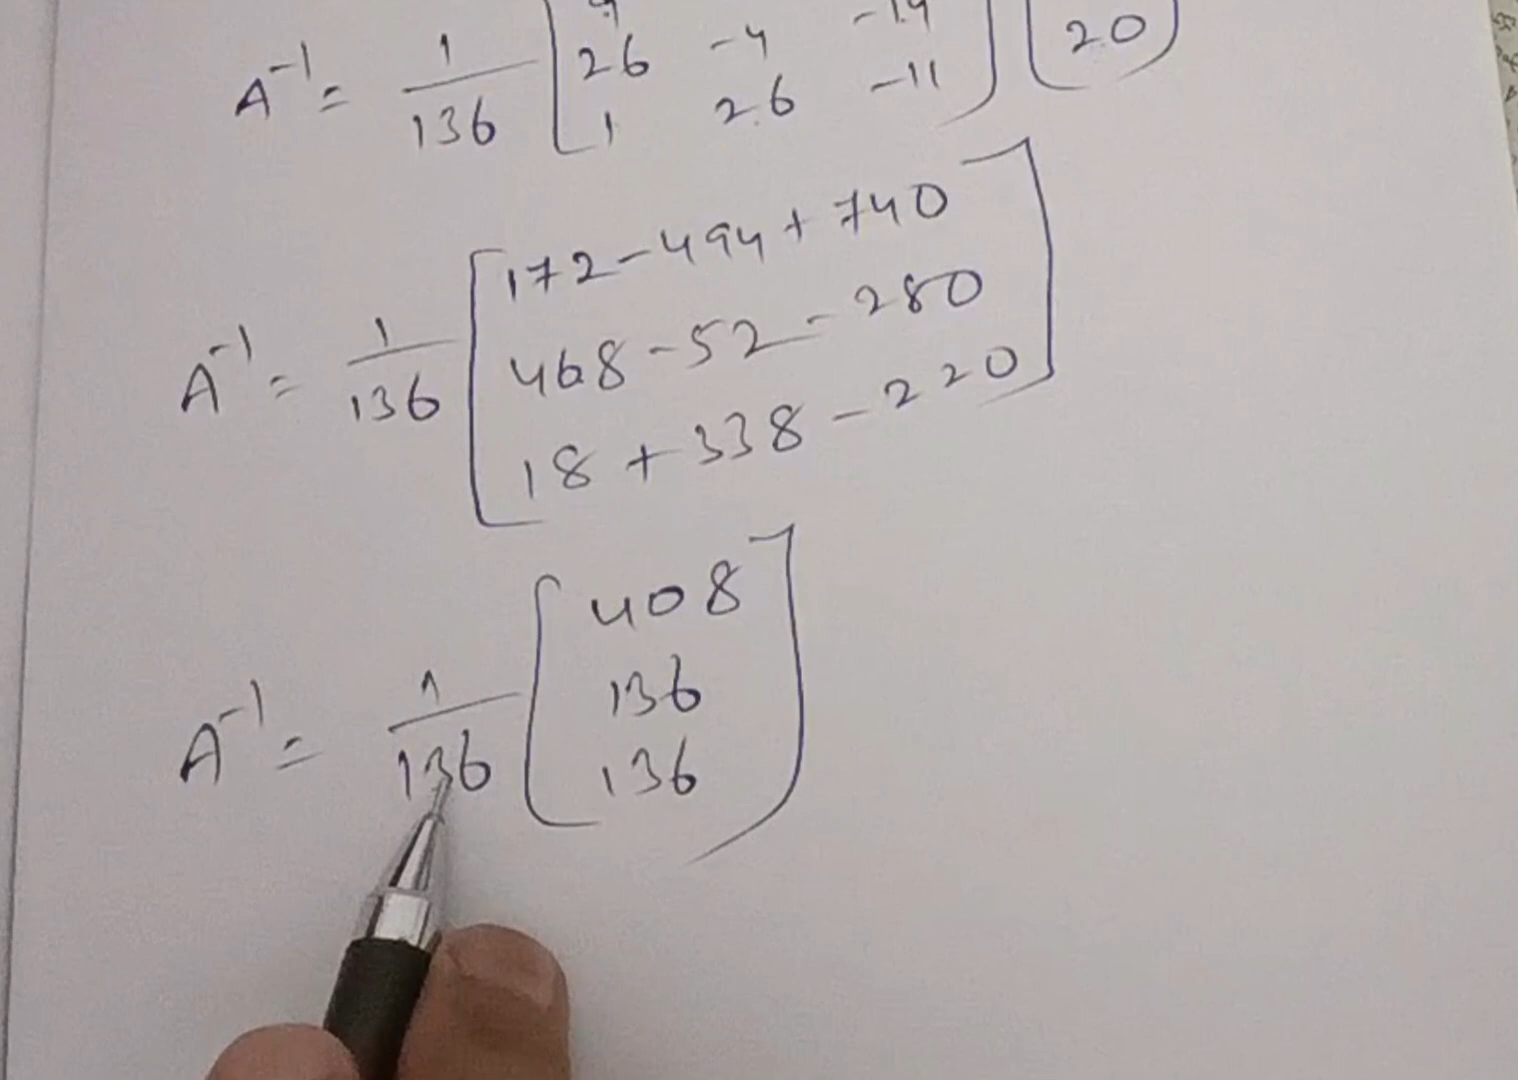 A⁻¹ = 1/136 [26 -4 -14] [20]
[1 26 -11]
A⁻¹ = 1/136 [172-494+740]
[468-52-280]
[18+338-220]
A⁻¹ = 1/136 [408]
[136]
[136]